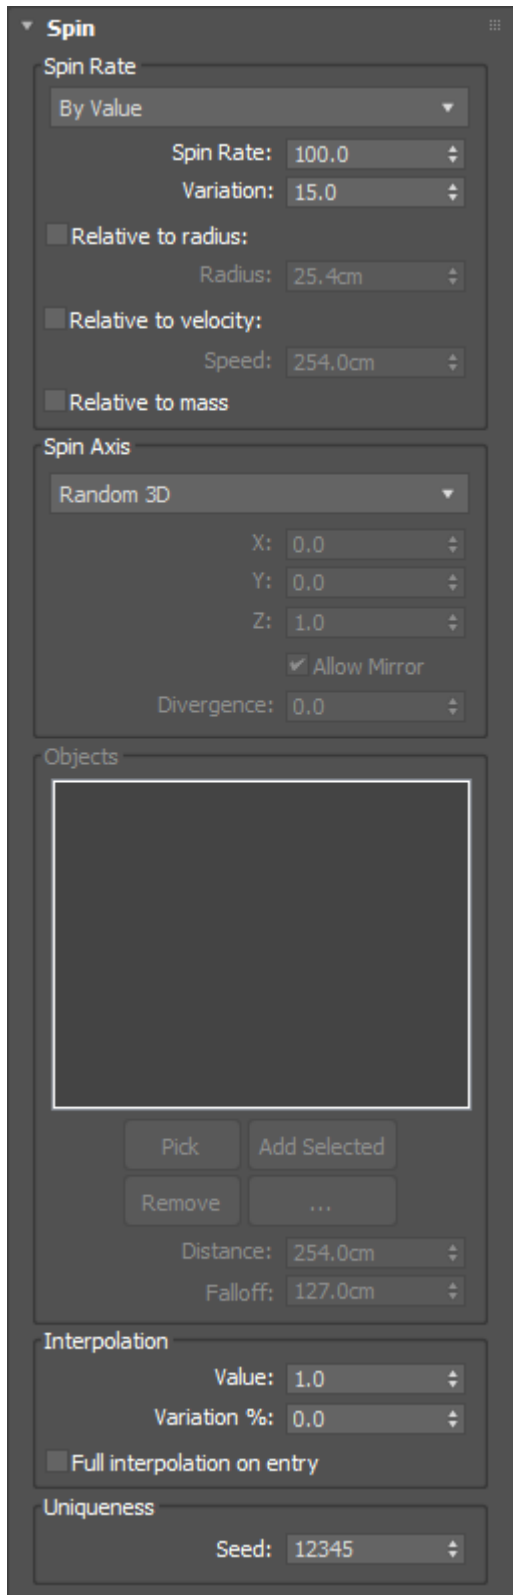 Spin
Spin Rate
By Value
Spin Rate: 100.0
Variation: 15.0
Relative to radius:
Radius: 25.4cm
Relative to velocity:
Speed: 254.0cm
Relative to mass
Spin Axis
Random 3D
X: 0.0
Y: 0.0
Z: 1.0
Allow Mirror
Divergence: 0.0
Objects
Pick Add Selected
Remove ...
Distance: 254.0cm
Falloff: 127.0cm
Interpolation
Value: 1.0
Variation %: 0.0
Full interpolation on entry
Uniqueness
Seed: 12345